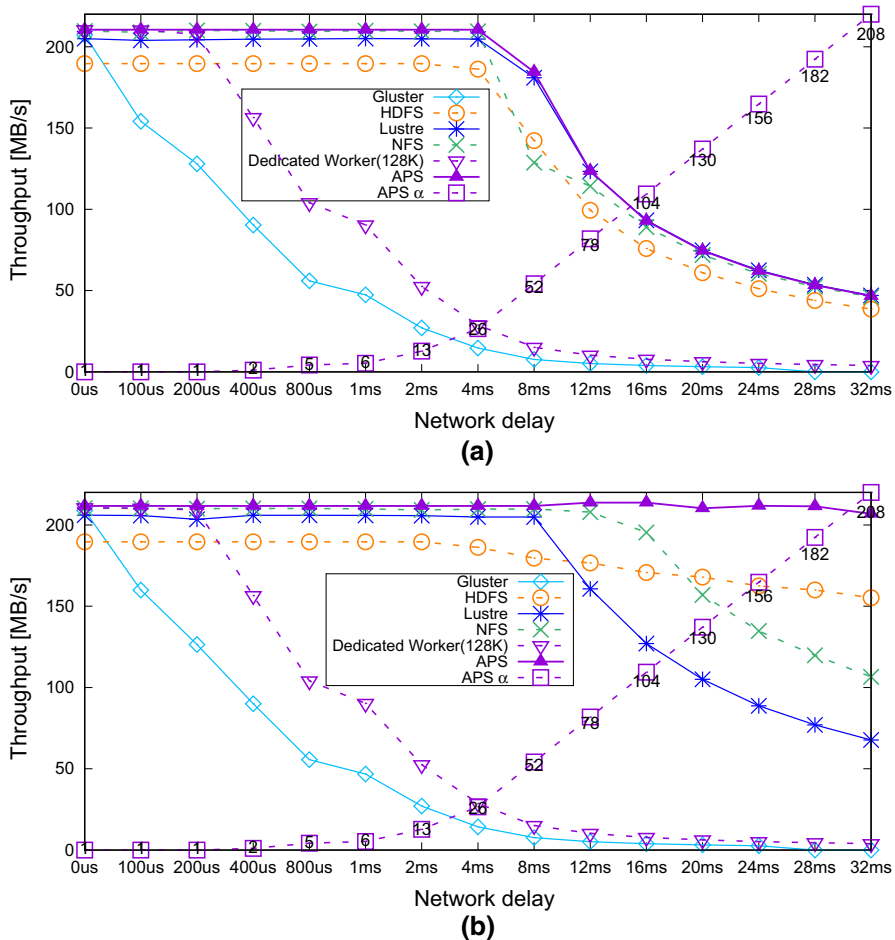 200
150
100
50
0
Throughput [MB/s]
Gluster
HDFS
Lustre
NFS
Dedicated Worker(128K)
APS
APS α
1
1
1
2
5
6
13
26
52
78
104
130
156
182
208
0us 100us 200us 400us 800us 1ms 2ms 4ms 8ms 12ms 16ms 20ms 24ms 28ms 32ms
Network delay
(a)
200
150
100
50
0
Throughput [MB/s]
Gluster
HDFS
Lustre
NFS
Dedicated Worker(128K)
APS
APS α
1
1
1
2
5
6
13
26
52
78
104
130
156
182
208
0us 100us 200us 400us 800us 1ms 2ms 4ms 8ms 12ms 16ms 20ms 24ms 28ms 32ms
Network delay
(b)